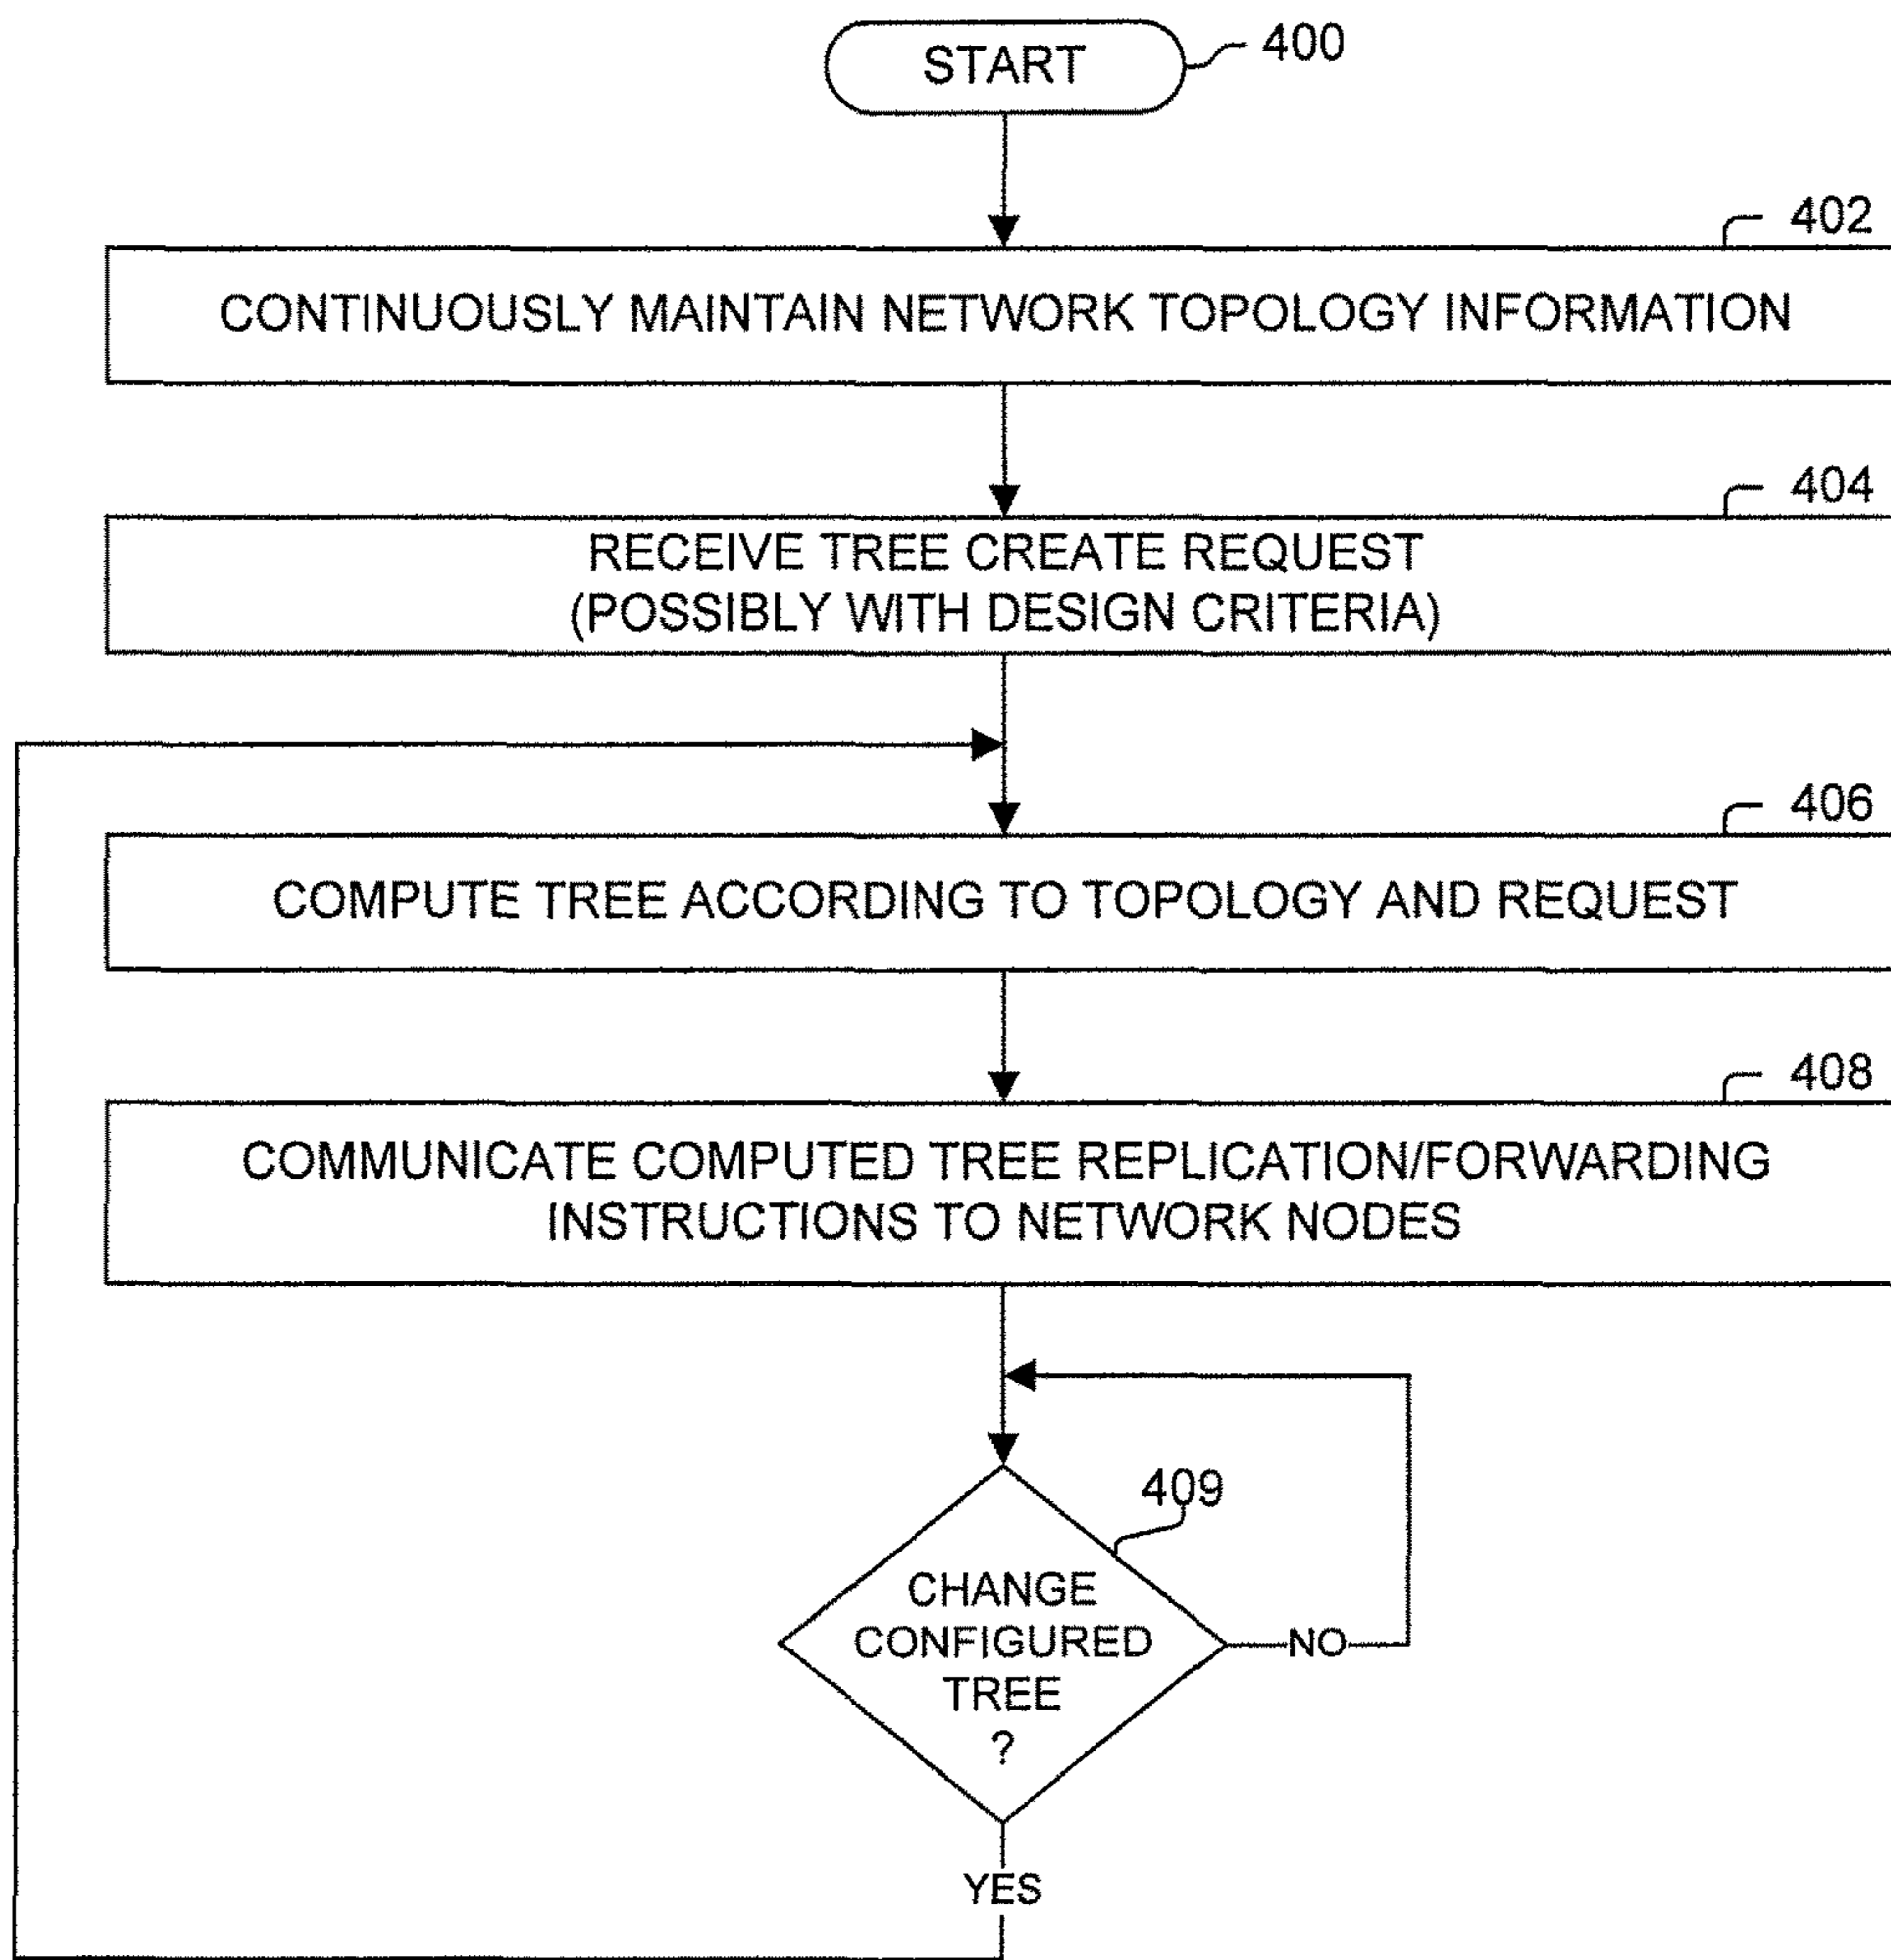 START
400
402
CONTINUOUSLY MAINTAIN NETWORK TOPOLOGY INFORMATION
404
RECEIVE TREE CREATE REQUEST
(POSSIBLY WITH DESIGN CRITERIA)
406
COMPUTE TREE ACCORDING TO TOPOLOGY AND REQUEST
408
COMMUNICATE COMPUTED TREE REPLICATION/FORWARDING
INSTRUCTIONS TO NETWORK NODES
409
CHANGE
CONFIGURED
TREE
?
NO
YES